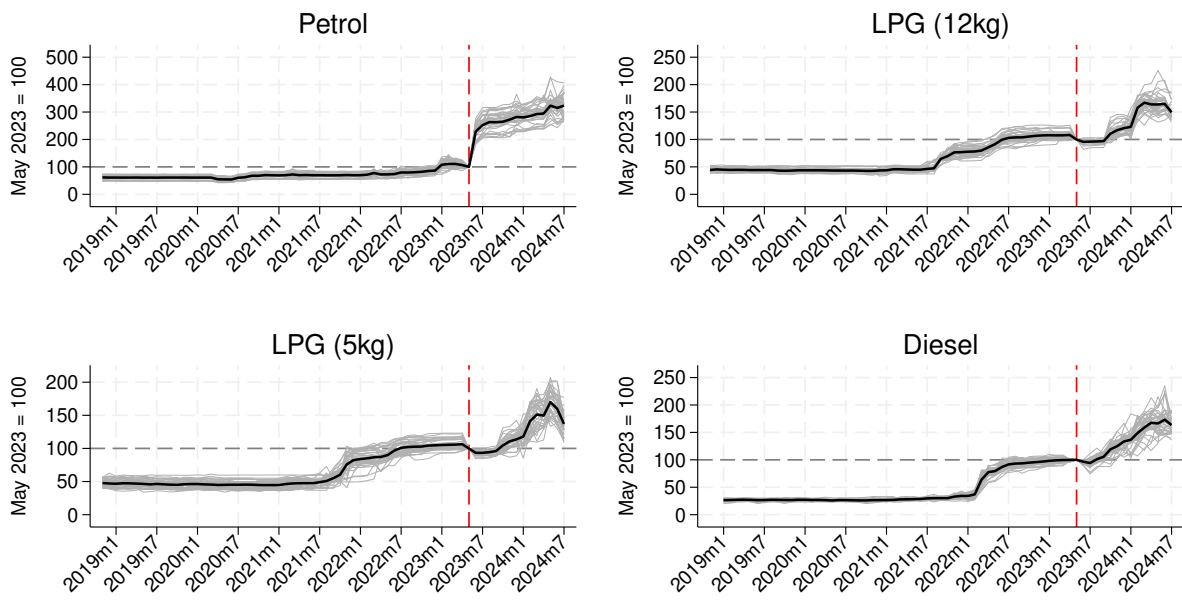 Petrol
May 2023 = 100
500
400
300
200
100
0
2019m1
2019m7
2020m1
2020m7
2021m1
2021m7
2022m1
2022m7
2023m1
2023m7
2024m1
2024m7
LPG (12kg)
May 2023 = 100
250
200
150
100
50
0
2019m1
2019m7
2020m1
2020m7
2021m1
2021m7
2022m1
2022m7
2023m1
2023m7
2024m1
2024m7
LPG (5kg)
May 2023 = 100
200
150
100
50
0
2019m1
2019m7
2020m1
2020m7
2021m1
2021m7
2022m1
2022m7
2023m1
2023m7
2024m1
2024m7
Diesel
May 2023 = 100
250
200
150
100
50
0
2019m1
2019m7
2020m1
2020m7
2021m1
2021m7
2022m1
2022m7
2023m1
2023m7
2024m1
2024m7